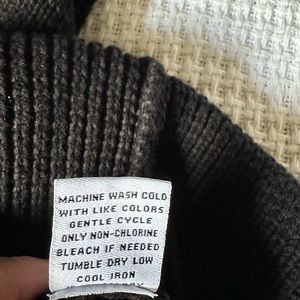 MACHINE WASH COLD
WITH LIKE COLORS
GENTLE CYCLE
ONLY NON-CHLORINE
BLEACH IF NEEDED
TUMBLE DRY LOW
COOL IRON